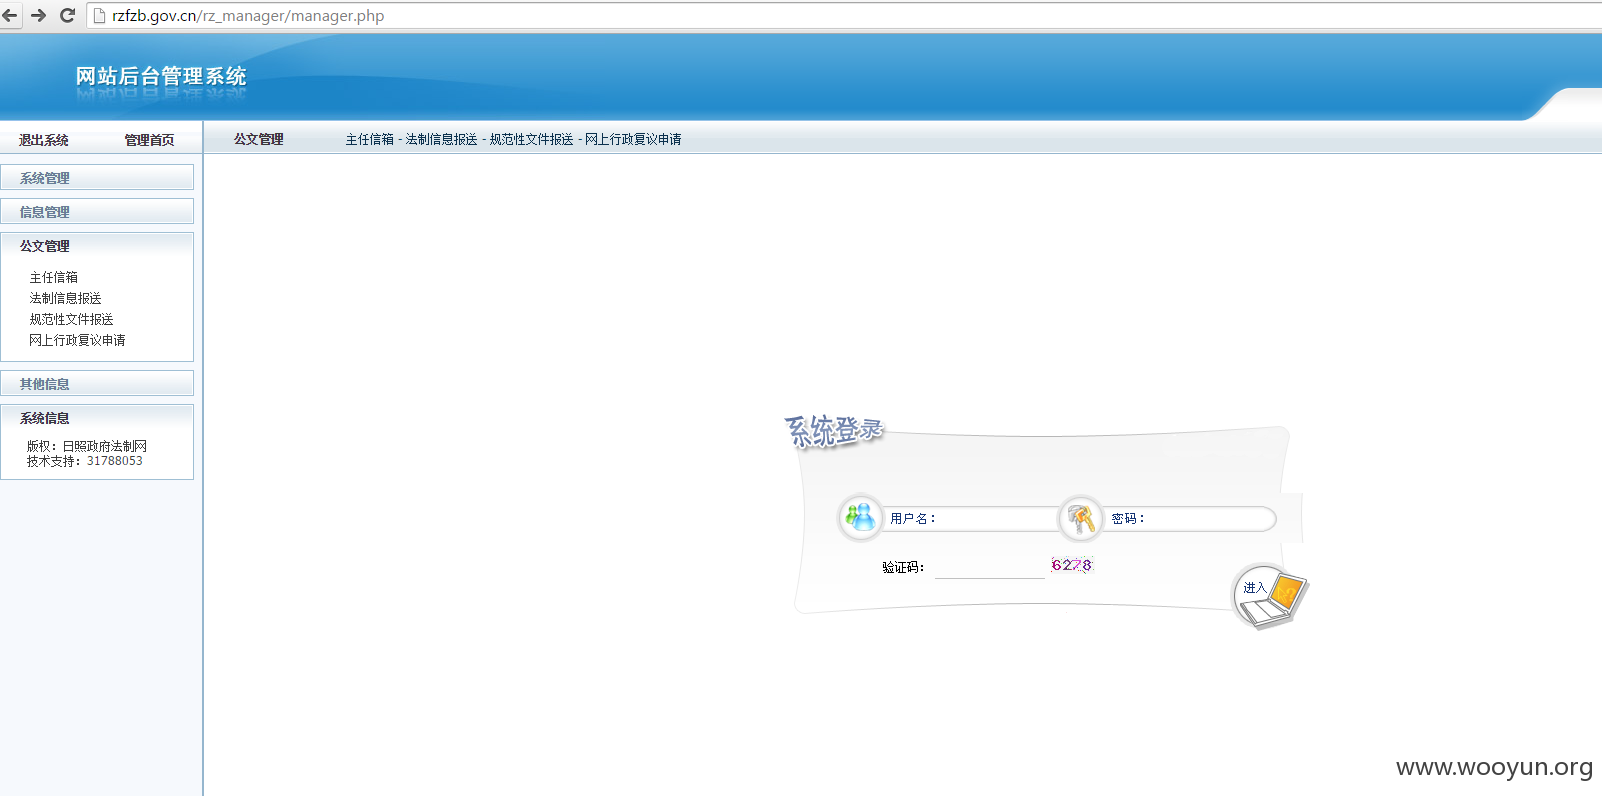 rzfzb.gov.cn/rz_manager/manager.php
网站后台管理系统
退出系统 管理首页 公文管理 主任信箱 - 法制信息报送 - 规范性文件报送 - 网上行政复议申请
系统管理
信息管理
公文管理
主任信箱
法制信息报送
规范性文件报送
网上行政复议申请
其他信息
系统信息
版权：日照政府法制网
技术支持：31788053
系统登录
用户名： 密码：
验证码： 6278
进入
www.wooyun.org